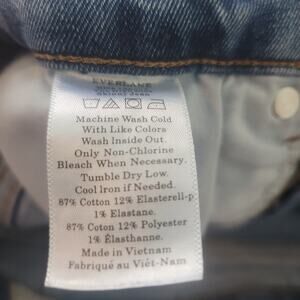 EVERLANE
Machine Wash Cold
With Like Colors
Wash Inside Out.
Only Non-Chlorine
Bleach When Necessary.
Tumble Dry Low.
Cool Iron if Needed.
87% Cotton 12% Elasterell-p
1% Elastane.
87% Coton 12% Polyester
1% Élasthanne.
Made in Vietnam
Fabriqué au Viêt-Nam